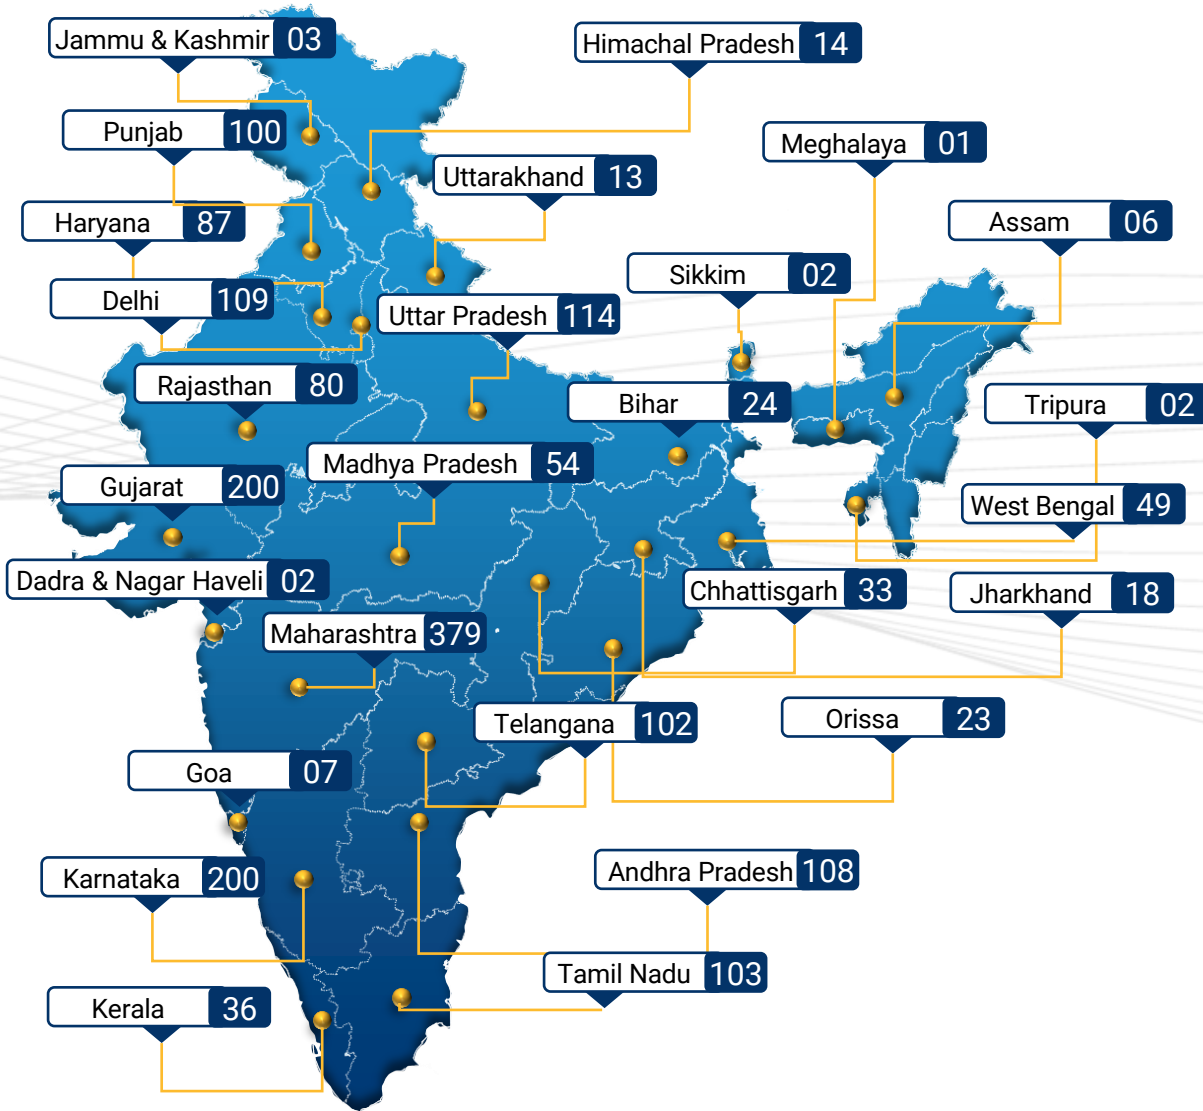 Jammu & Kashmir 03
Himachal Pradesh 14
Punjab 100
Meghalaya 01
Uttarakhand 13
Haryana 87
Assam 06
Sikkim 02
Delhi 109
Uttar Pradesh 114
Rajasthan 80
Bihar 24
Tripura 02
Madhya Pradesh 54
Gujarat 200
West Bengal 49
Dadra & Nagar Haveli 02
Chhattisgarh 33
Jharkhand 18
Maharashtra 379
Telangana 102
Orissa 23
Goa 07
Andhra Pradesh 108
Karnataka 200
Tamil Nadu 103
Kerala 36